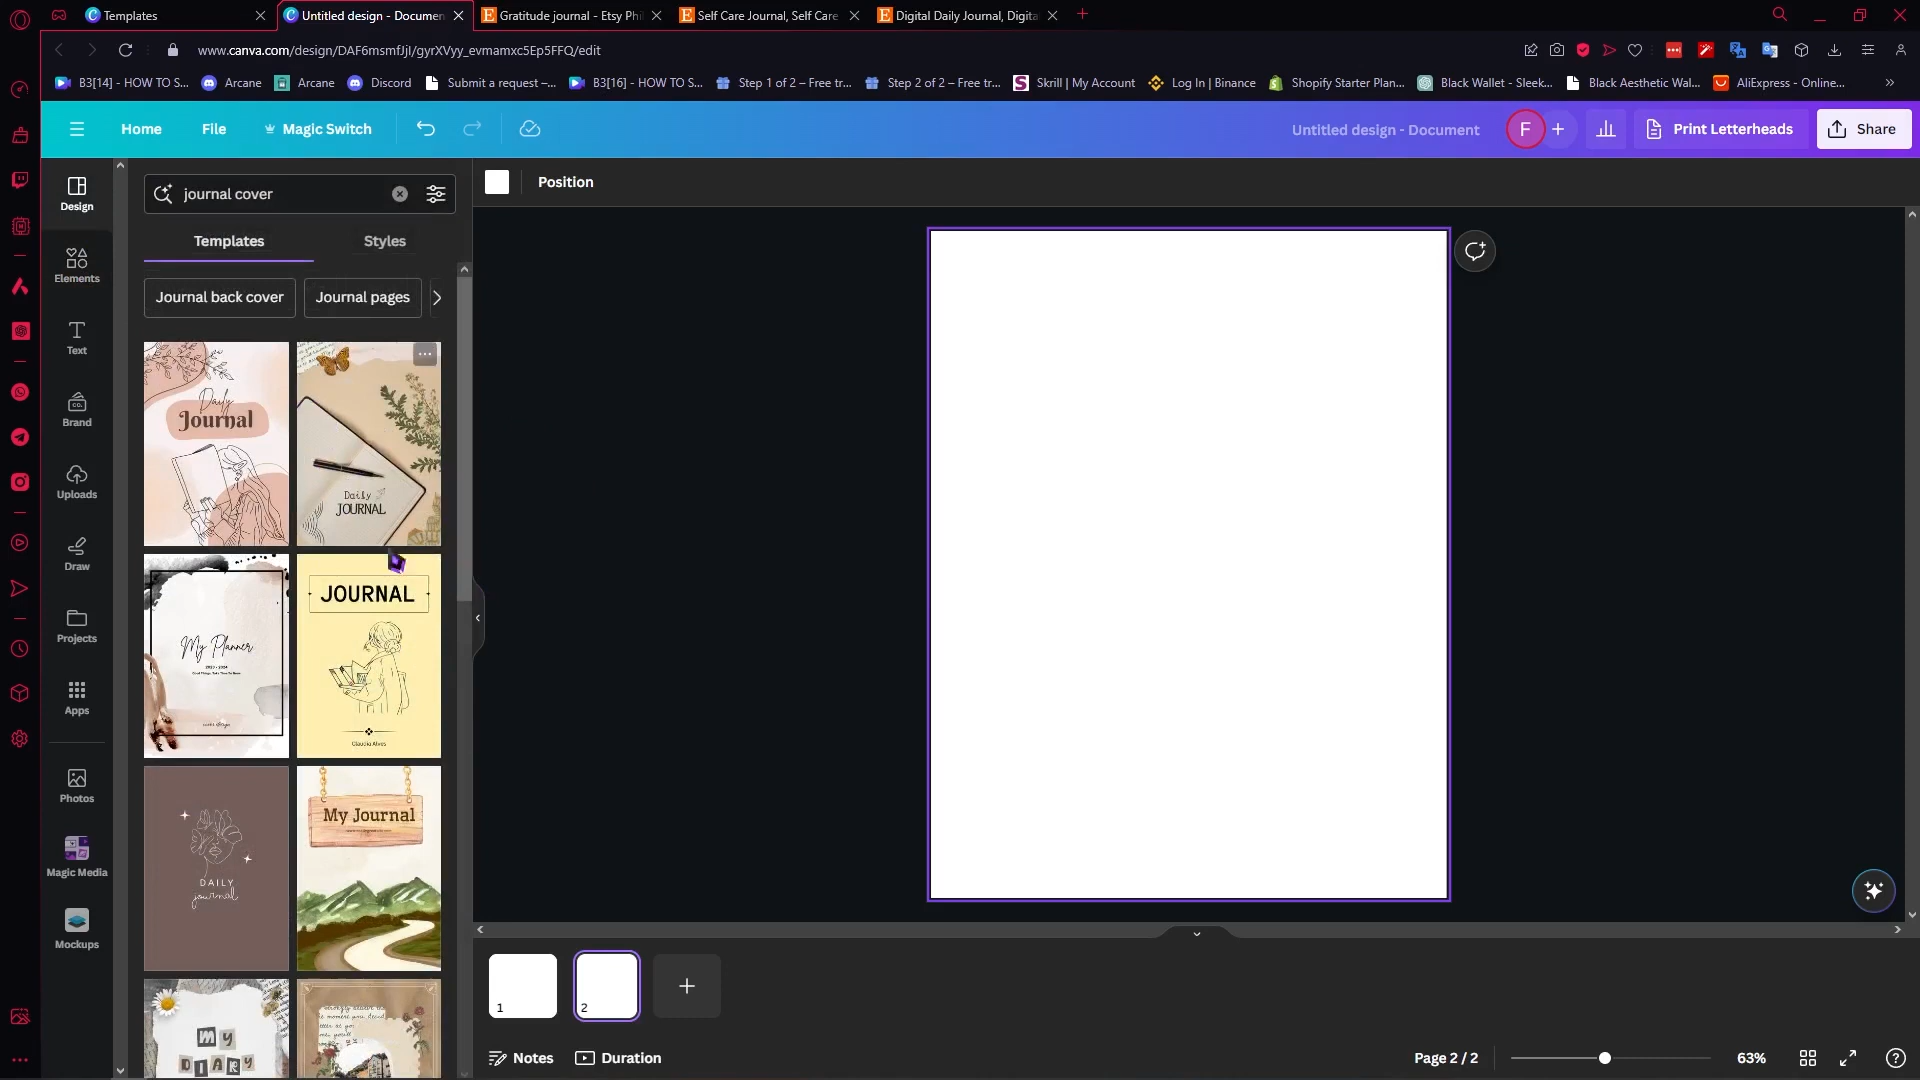 Templates
Untitled design - Documen
Gratitude journal - Etsy Phi
Self Care Journal, Self Care
Digital Daily Journal, Digita
www.canva.com/design/DAF6msmfJjI/gyrXVyy_evmamxc5Ep5FFQ/edit
B3[14] - HOW TO S...
Arcane
Arcane
Discord
Submit a request –...
B3[16] - HOW TO S...
Step 1 of 2 – Free tr...
Step 2 of 2 – Free tr...
Skrill | My Account
Log In | Binance
Shopify Starter Plan...
Black Wallet - Sleek...
Black Aesthetic Wal...
AliExpress - Online...
Home
File
Magic Switch
Untitled design - Document
F
Print Letterheads
Share
Design
Elements
Text
Brand
Uploads
Draw
Projects
Apps
Photos
Magic Media
Mockups
journal cover
Templates
Styles
Journal back cover
Journal pages
Daily
Journal
Daily
JOURNAL
My Planner
2023 - 2024
JOURNAL
Claudia Alves
DAILY
journal
My Journal
MY
DIARY
Position
1
2
Notes
Duration
Page 2 / 2
63%